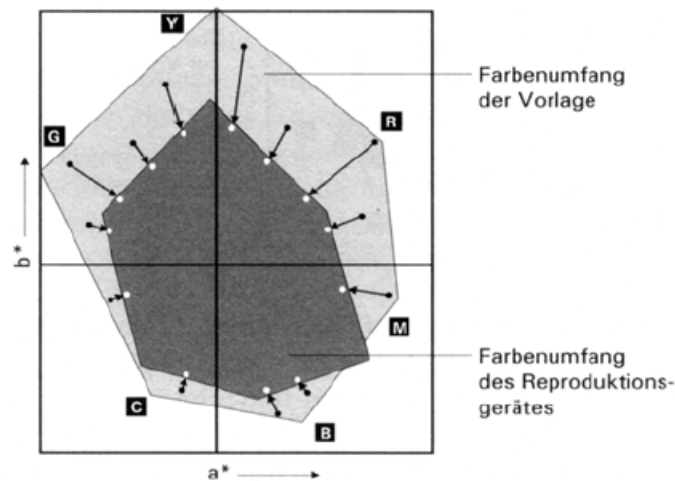 Y
Farbenumfang
der Vorlage
R
G
b*
M
Farbenumfang
des Reproduktions-
gerätes
C
B
a*